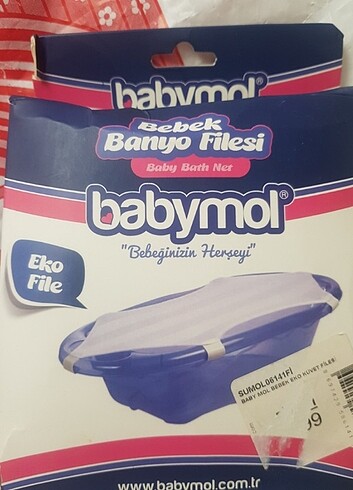 babymol®
Bebek
Banyo Filesi
Baby Bath Net
babymol®
"Bebeğinizin Herşeyi"
Eko
File
SUMOL06141Fİ
BABY MOL BEBEK EKO KÜVET FİLES
www.babymol.com.tr